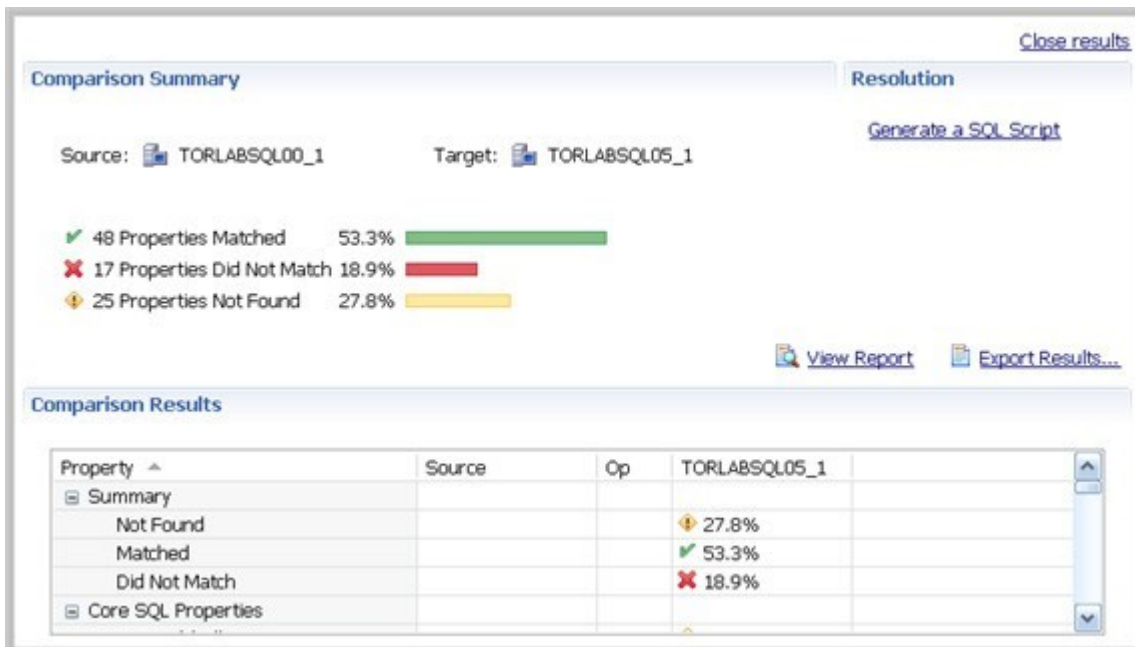 Close results
Comparison Summary
Resolution
Generate a SQL Script
Source: TORLABSQL00_1 Target: TORLABSQL05_1
48 Properties Matched 53.3%
17 Properties Did Not Match 18.9%
25 Properties Not Found 27.8%
View Report Export Results...
Comparison Results
Property Source Op TORLABSQL05_1
Summary
Not Found 27.8%
Matched 53.3%
Did Not Match 18.9%
Core SQL Properties